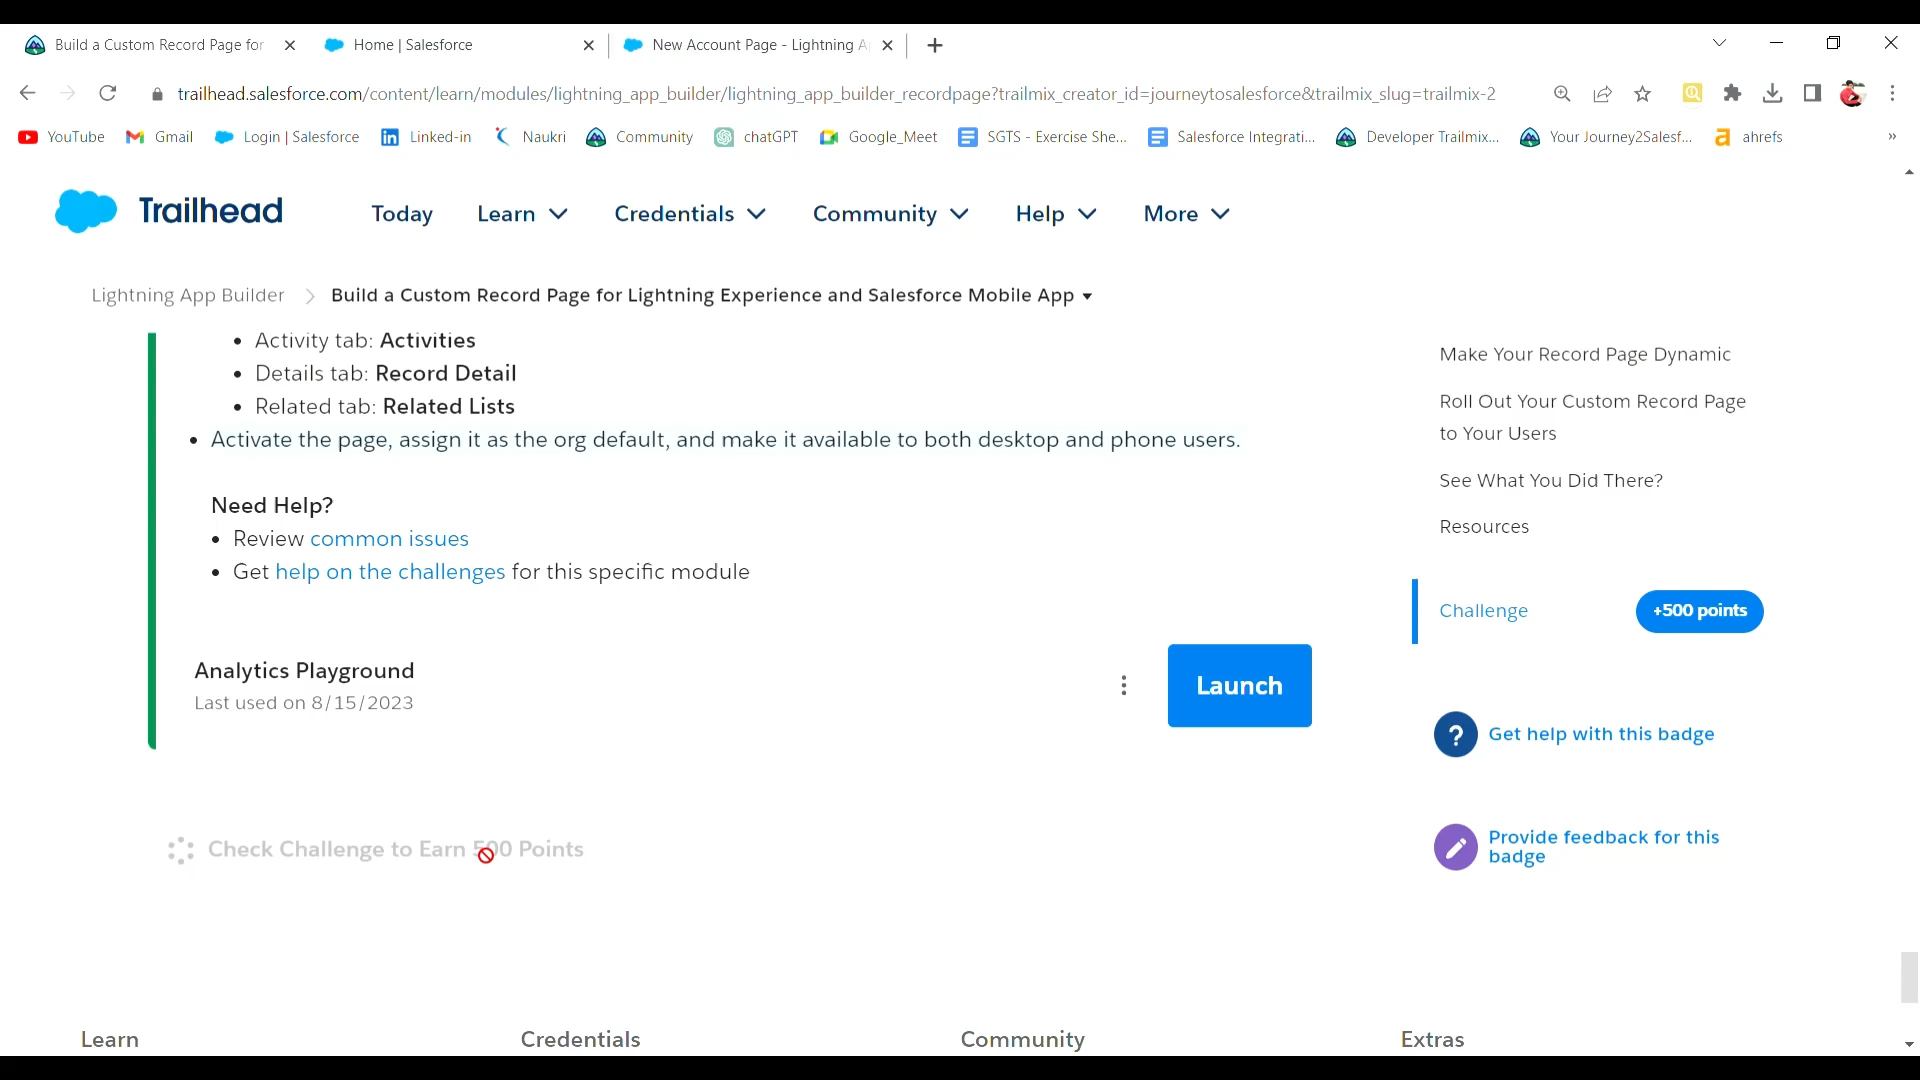 Build a Custom Record Page for
Home | Salesforce
New Account Page - Lightning A
trailhead.salesforce.com/content/learn/modules/lightning_app_builder/lightning_app_builder_recordpage?trailmix_creator_id=journeytosalesforce&trailmix_slug=trailmix-2
YouTube
Gmail
Login | Salesforce
Linked-in
Naukri
Community
chatGPT
Google_Meet
SGTS - Exercise She...
Salesforce Integrati...
Developer Trailmix...
Your Journey2Salesf...
ahrefs
Trailhead
Today
Learn
Credentials
Community
Help
More
Lightning App Builder
Build a Custom Record Page for Lightning Experience and Salesforce Mobile App
Activity tab: Activities
Details tab: Record Detail
Related tab: Related Lists
Activate the page, assign it as the org default, and make it available to both desktop and phone users.
Need Help?
Review common issues
Get help on the challenges for this specific module
Analytics Playground
Last used on 8/15/2023
Launch
Check Challenge to Earn 500 Points
Make Your Record Page Dynamic
Roll Out Your Custom Record Page
to Your Users
See What You Did There?
Resources
Challenge
+500 points
Get help with this badge
Provide feedback for this
badge
Learn
Credentials
Community
Extras